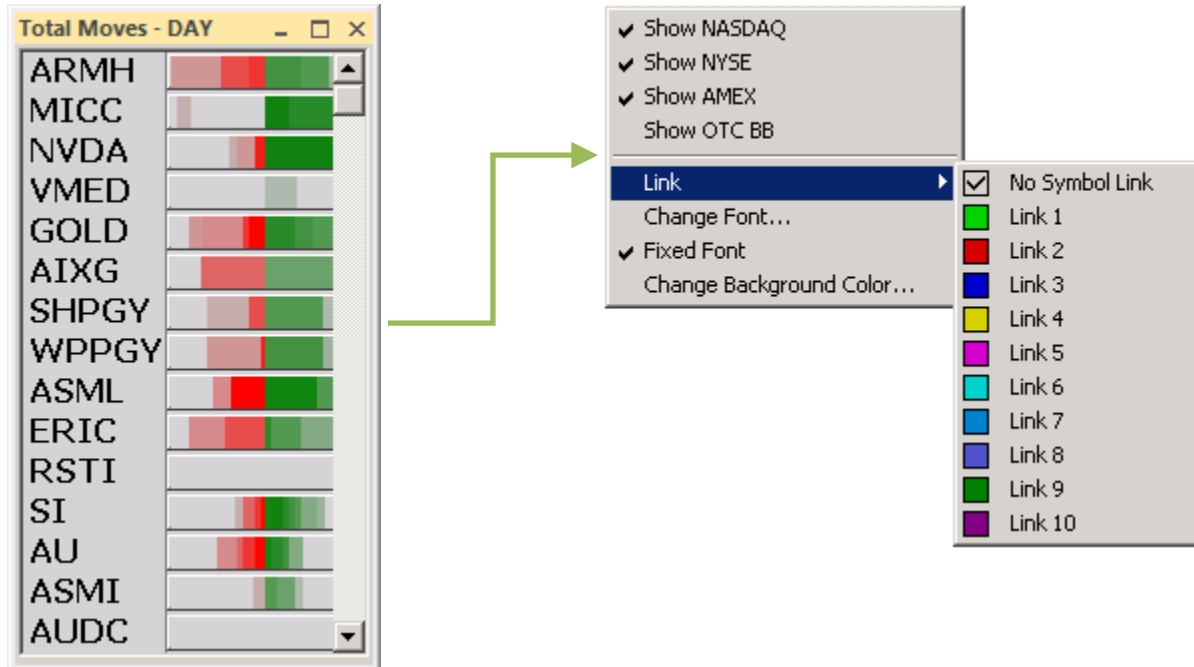 Total Moves - DAY
ARMH
MICC
NVDA
VMED
GOLD
AIXG
SHPGY
WPPGY
ASML
ERIC
RSTI
SI
AU
ASMI
AUDC
Show NASDAQ
Show NYSE
Show AMEX
Show OTC BB
Link
Change Font...
Fixed Font
Change Background Color...
No Symbol Link
Link 1
Link 2
Link 3
Link 4
Link 5
Link 6
Link 7
Link 8
Link 9
Link 10